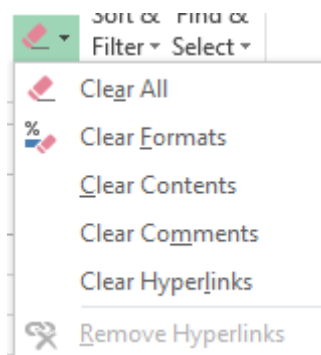 Sort & Find &
Filter Select
Clear All
% Clear Formats
Clear Contents
Clear Comments
Clear Hyperlinks
Remove Hyperlinks